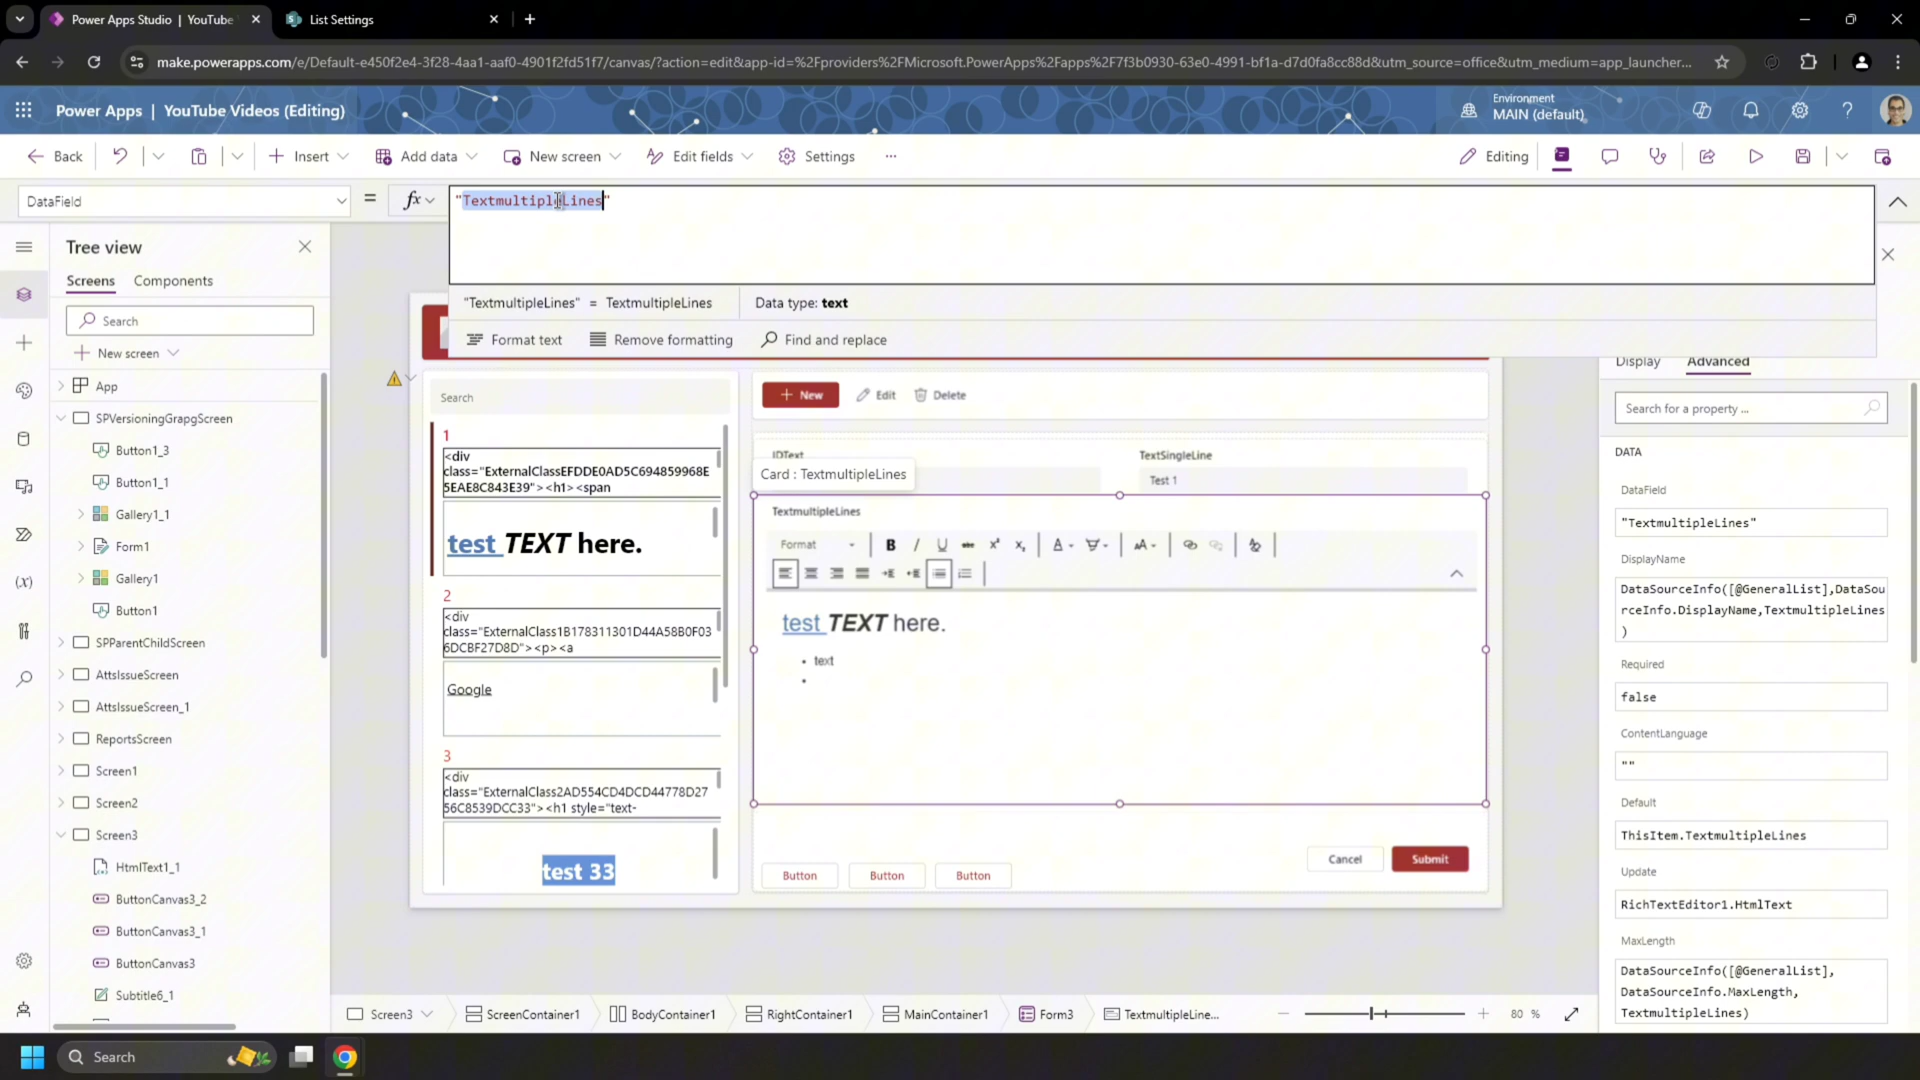 Power Apps Studio | YouTube
List Settings
make.powerapps.com/e/Default-e450f2e4-3f28-4aa1-aaf0-4901f2fd51f7/canvas/?action=edit&app-id=%2Fproviders%2FMicrosoft.PowerApps%2Fapps%2F7f3b0930-63e0-4991-bf1a-d7d0fa8cc88d&utm_source=office&utm_medium=app_launcher...
Power Apps | YouTube Videos (Editing)
Environment
MAIN (default)
Back
Insert
Add data
New screen
Edit fields
Settings
Editing
DataField
=
fx
"TextmultipleLines"
"TextmultipleLines" = TextmultipleLines
Data type: text
Format text
Remove formatting
Find and replace
Tree view
Screens
Components
Search
New screen
App
SPVersioningGrapgScreen
Button1_3
Button1_1
Gallery1_1
Form1
Gallery1
Button1
SPParentChildScreen
AttsIssueScreen
AttsIssueScreen_1
ReportsScreen
Screen1
Screen2
Screen3
HtmlText1_1
ButtonCanvas3_2
ButtonCanvas3_1
ButtonCanvas3
Subtitle6_1
Search
1
<div
class="ExternalClassEFDDE0AD5C694859968E
5EAE8C843E39"><h1><span
test TEXT here.
2
<div
class="ExternalClass1B178311301D44A58B0F03
6DCBF27D8D"><p><a
Google
3
<div
class="ExternalClass2AD554CD4DCD44778D27
56C8539DCC33"><h1 style="text-
test 33
New
Edit
Delete
IDText
TextSingleLine
Test 1
Card : TextmultipleLines
TextmultipleLines
Format
test TEXT here.
• text
•
Cancel
Submit
Button
Button
Button
Display
Advanced
Search for a property ...
DATA
DataField
"TextmultipleLines"
DisplayName
DataSourceInfo([@GeneralList],DataSou
rceInfo.DisplayName,TextmultipleLines
)
Required
false
ContentLanguage
""
Default
ThisItem.TextmultipleLines
Update
RichTextEditor1.HtmlText
MaxLength
DataSourceInfo([@GeneralList],
DataSourceInfo.MaxLength,
TextmultipleLines)
Screen3
ScreenContainer1
BodyContainer1
RightContainer1
MainContainer1
Form3
TextmultipleLine...
80 %
Search